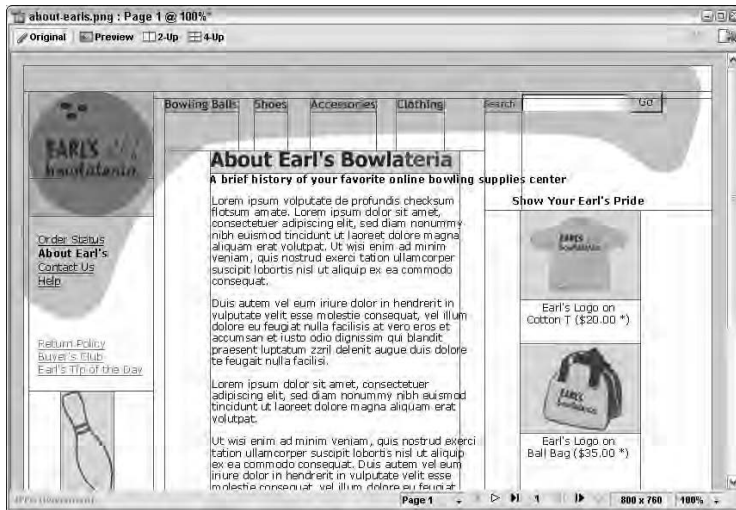 about-earls.png : Page 1 @ 100%*
Original Preview 2-Up 4-Up
Bowling Balls Shoes Accessories Clothing Search Go
EARL'S
bowlateria
About Earl's Bowlateria
A brief history of your favorite online bowling supplies center
Order Status
About Earl's
Contact Us
Help
Return Policy
Buyer's Club
Earl's Tip of the Day
Lorem ipsum volputate de profundis checksum
flotsum amate. Lorem ipsum dolor sit amet,
consectetuer adipiscing elit, sed diam nonummy
nibh euismod tincidunt ut laoreet dolore magna
aliquam erat volutpat. Ut wisi enim ad minim
veniam, quis nostrud exerci tation ullamcorper
suscipit lobortis nisl ut aliquip ex ea commodo
consequat.
Duis autem vel eum iriure dolor in hendrerit in
vulputate velit esse molestie consequat, vel illum
dolore eu feugiat nulla facilisis at vero eros et
accumsan et iusto odio dignissim qui blandit
praesent luptatum zzril delenit augue duis dolore
te feugait nulla facilisi.
Lorem ipsum dolor sit amet, consectetuer
adipiscing elit, sed diam nonummy nibh euismod
tincidunt ut laoreet dolore magna aliquam erat
volutpat.
Ut wisi enim ad minim veniam, quis nostrud exerci
tation ullamcorper suscipit lobortis nisl ut aliquip
ex ea commodo consequat. Duis autem vel eum
iriure dolor in hendrerit in vulputate velit esse
molestie consequat, vel illum dolore eu feugiat
Show Your Earl's Pride
EARL'S
Earl's Logo on
Cotton T ($20.00 *)
EARL'S
Earl's Logo on
Ball Bag ($35.00 *)
Page 1 1 800 x 760 100%